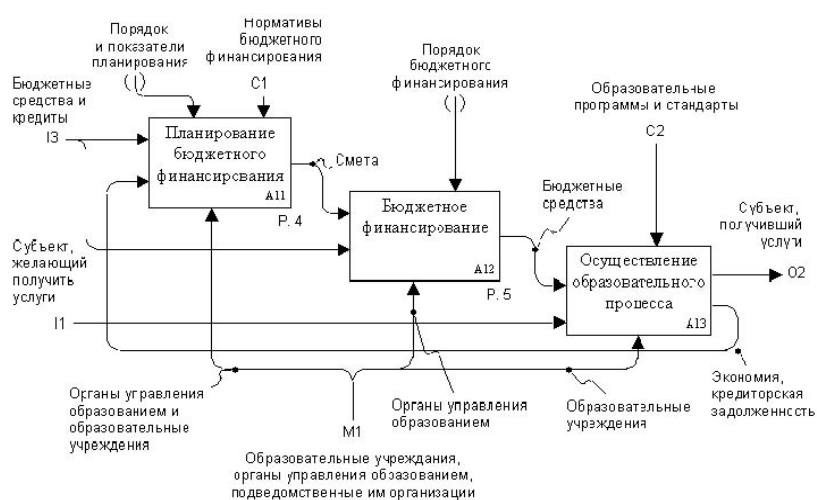 Порядок
и показатели
планирования
( )
Нормативы
бюджетного
финансирования
C1
Порядок
бюджетного
финансирования
( )
Образовательные
программы и стандарты
C2
Бюджетные
средства и
кредиты
I3
Планирование
бюджетного
финансирования
A11
P. 4
Смета
Бюджетное
финансирование
A12
P. 5
Бюджетные
средства
Субъект,
получивший
услуги
O2
Осуществление
образовательного
процесса
A13
Субъект,
желающий
получить
услуги
I1
Органы управления
образованием и
образовательные
учреждения
M1
Органы управления
образованием
Образовательные
учреждения
Экономия,
кредиторская
задолженность
Образовательные учреждания,
органы управления образованием,
подведомственные им организации